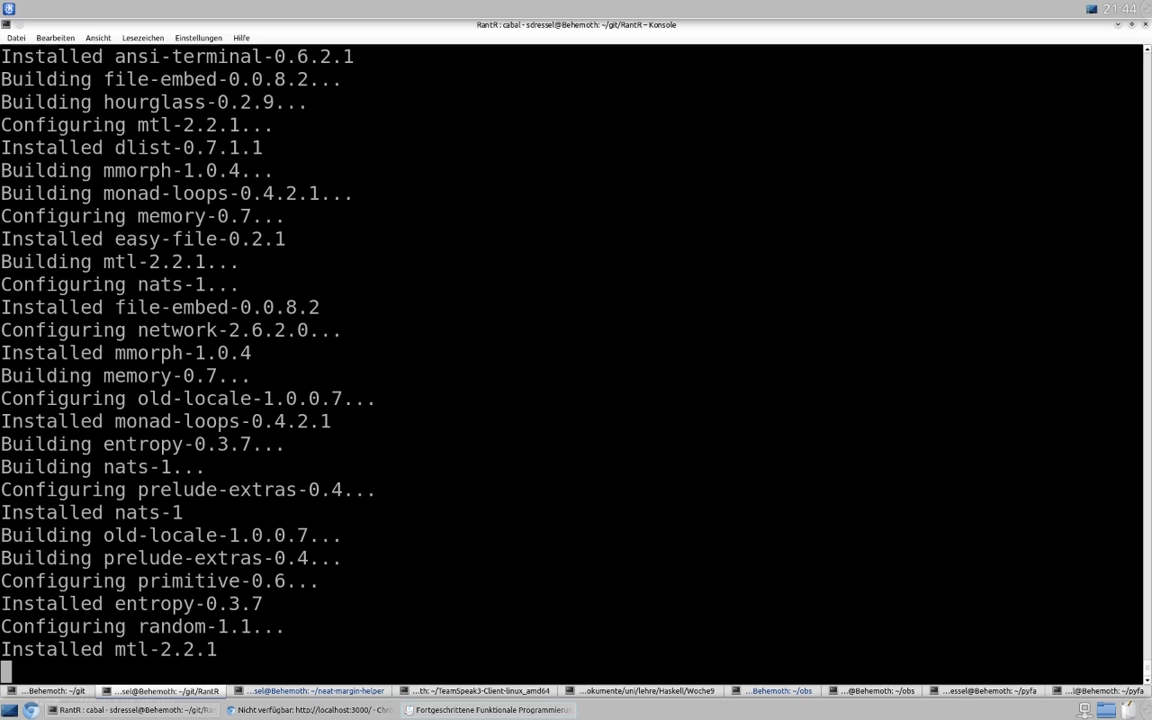 21:44
RantR : cabal - sdressel@Behemoth: ~/git/RantR – Konsole
Datei Bearbeiten Ansicht Lesezeichen Einstellungen Hilfe
Installed ansi-terminal-0.6.2.1
Building file-embed-0.0.8.2...
Building hourglass-0.2.9...
Configuring mtl-2.2.1...
Installed dlist-0.7.1.1
Building mmorph-1.0.4...
Building monad-loops-0.4.2.1...
Configuring memory-0.7...
Installed easy-file-0.2.1
Building mtl-2.2.1...
Configuring nats-1...
Installed file-embed-0.0.8.2
Configuring network-2.6.2.0...
Installed mmorph-1.0.4
Building memory-0.7...
Configuring old-locale-1.0.0.7...
Installed monad-loops-0.4.2.1
Building entropy-0.3.7...
Building nats-1...
Configuring prelude-extras-0.4...
Installed nats-1
Building old-locale-1.0.0.7...
Building prelude-extras-0.4...
Configuring primitive-0.6...
Installed entropy-0.3.7
Configuring random-1.1...
Installed mtl-2.2.1
...Behemoth: ~/git ...sel@Behemoth: ~/git/RantR ...sel@Behemoth: ~/neat-margin-helper ...th: ~/TeamSpeak3-Client-linux_amd64 ...okumente/uni/lehre/Haskell/Woche9 ...Behemoth: ~/obs ...@Behemoth: ~/obs ...essel@Behemoth: ~/pyfa ...l@Behemoth: ~/pyfa
RantR : cabal - sdressel@Behemoth: ~/git/Ran Nicht verfügbar: http://localhost:3000/ - Chro Fortgeschrittene Funktionale Programmieru